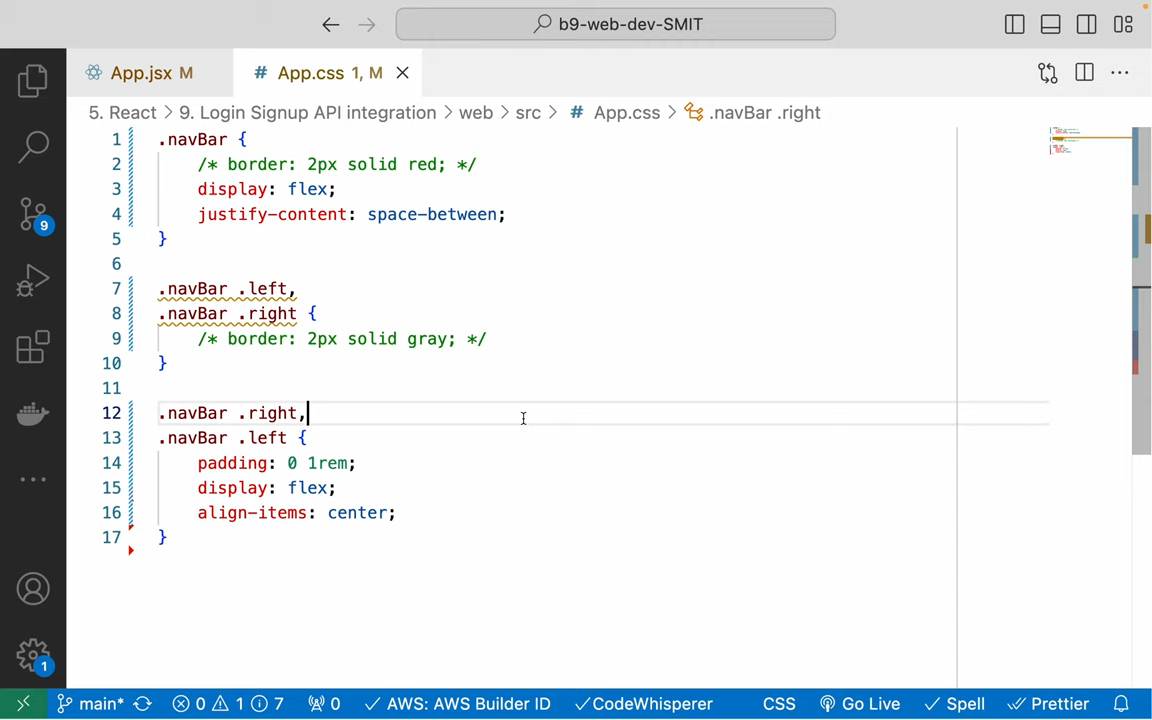 b9-web-dev-SMIT
App.jsx M
# App.css 1, M
5. React > 9. Login Signup API integration > web > src > # App.css > .navBar .right
1 .navBar {
2 /* border: 2px solid red; */
3 display: flex;
4 justify-content: space-between;
5 }
6
7 .navBar .left,
8 .navBar .right {
9 /* border: 2px solid gray; */
10 }
11
12 .navBar .right,
13 .navBar .left {
14 padding: 0 1rem;
15 display: flex;
16 align-items: center;
17 }
9
1
main* 0 1 7 0 AWS: AWS Builder ID CodeWhisperer CSS Go Live Spell Prettier